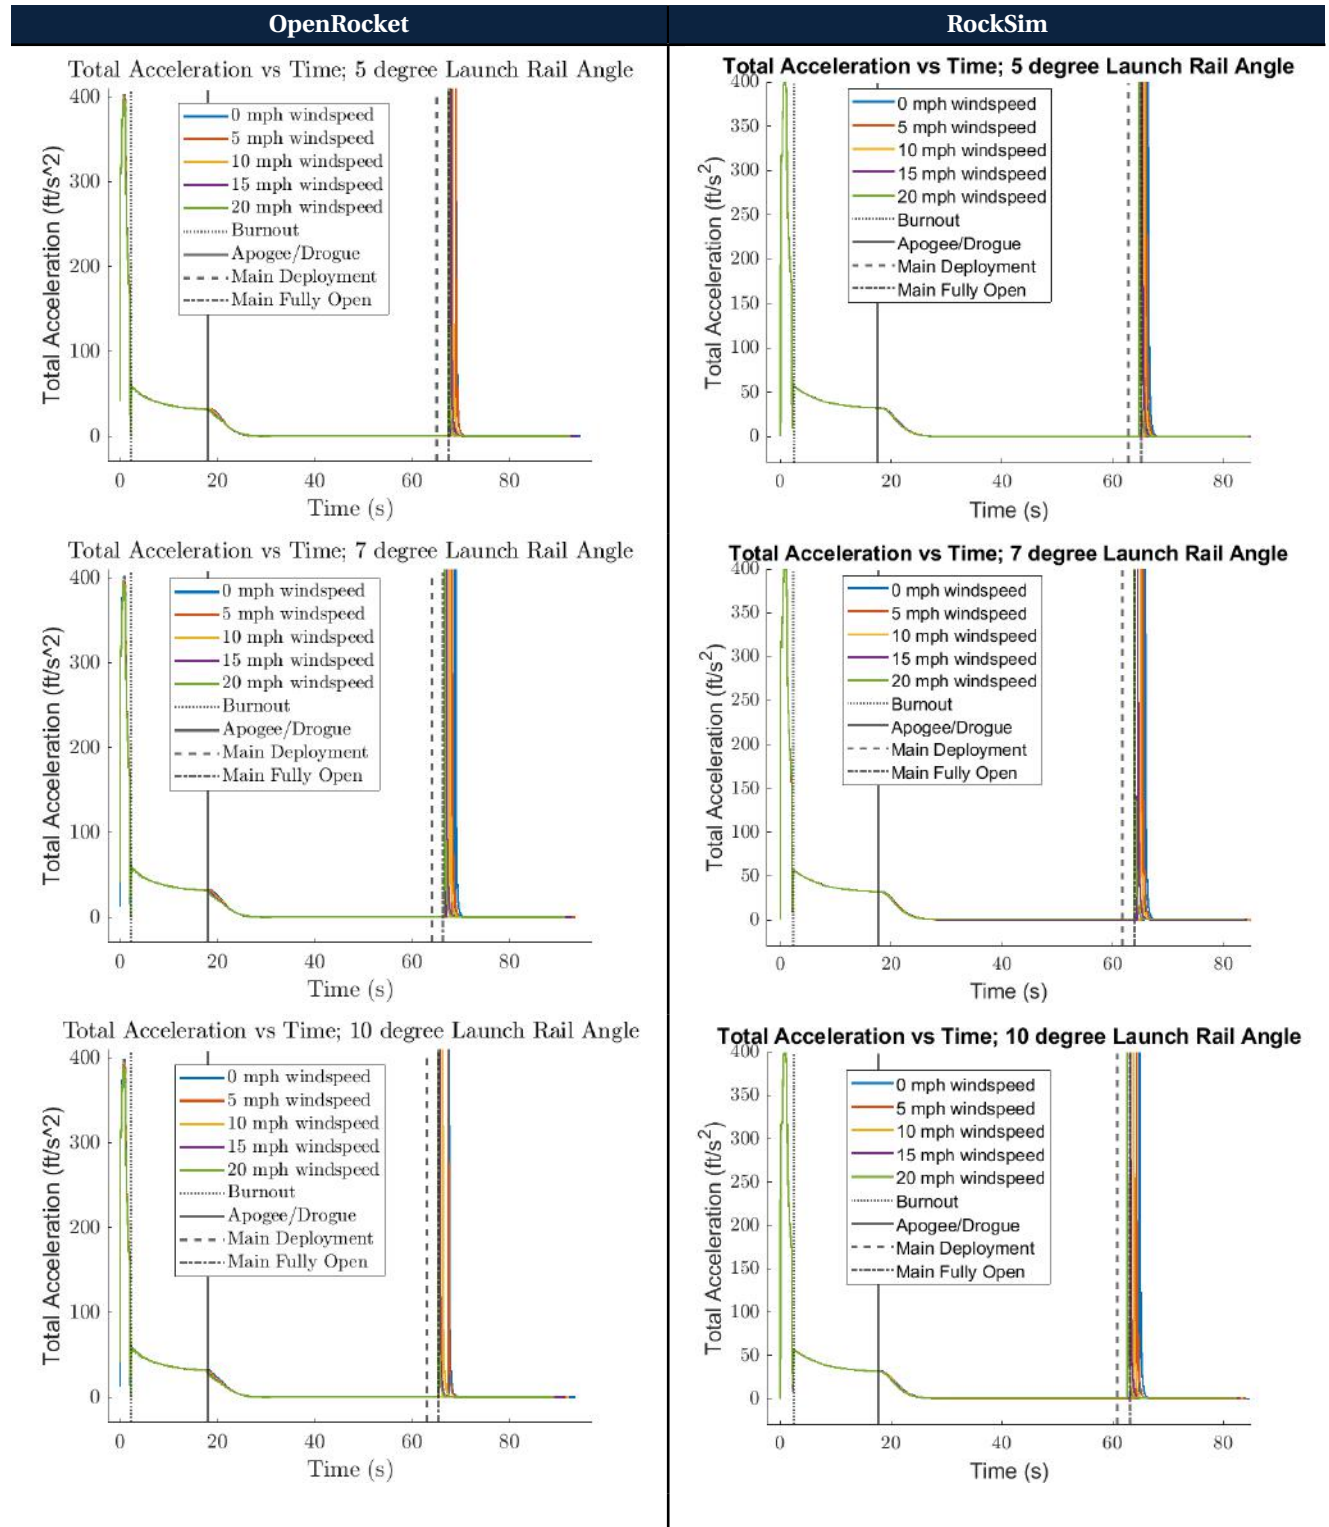 OpenRocket
RockSim
Total Acceleration vs Time; 5 degree Launch Rail Angle
Total Acceleration (ft/s^2)
400
300
200
100
0
0 mph windspeed
5 mph windspeed
10 mph windspeed
15 mph windspeed
20 mph windspeed
Burnout
Apogee/Drogue
Main Deployment
Main Fully Open
0 20 40 60 80
Time (s)
Total Acceleration vs Time; 5 degree Launch Rail Angle
Total Acceleration (ft/s²)
400
350
300
250
200
150
100
50
0
0 mph windspeed
5 mph windspeed
10 mph windspeed
15 mph windspeed
20 mph windspeed
Burnout
Apogee/Drogue
Main Deployment
Main Fully Open
0 20 40 60 80
Time (s)
Total Acceleration vs Time; 7 degree Launch Rail Angle
Total Acceleration (ft/s^2)
400
300
200
100
0
0 mph windspeed
5 mph windspeed
10 mph windspeed
15 mph windspeed
20 mph windspeed
Burnout
Apogee/Drogue
Main Deployment
Main Fully Open
0 20 40 60 80
Time (s)
Total Acceleration vs Time; 7 degree Launch Rail Angle
Total Acceleration (ft/s²)
400
350
300
250
200
150
100
50
0
0 mph windspeed
5 mph windspeed
10 mph windspeed
15 mph windspeed
20 mph windspeed
Burnout
Apogee/Drogue
Main Deployment
Main Fully Open
0 20 40 60 80
Time (s)
Total Acceleration vs Time; 10 degree Launch Rail Angle
Total Acceleration (ft/s^2)
400
300
200
100
0
0 mph windspeed
5 mph windspeed
10 mph windspeed
15 mph windspeed
20 mph windspeed
Burnout
Apogee/Drogue
Main Deployment
Main Fully Open
0 20 40 60 80
Time (s)
Total Acceleration vs Time; 10 degree Launch Rail Angle
Total Acceleration (ft/s²)
400
350
300
250
200
150
100
50
0
0 mph windspeed
5 mph windspeed
10 mph windspeed
15 mph windspeed
20 mph windspeed
Burnout
Apogee/Drogue
Main Deployment
Main Fully Open
0 20 40 60 80
Time (s)